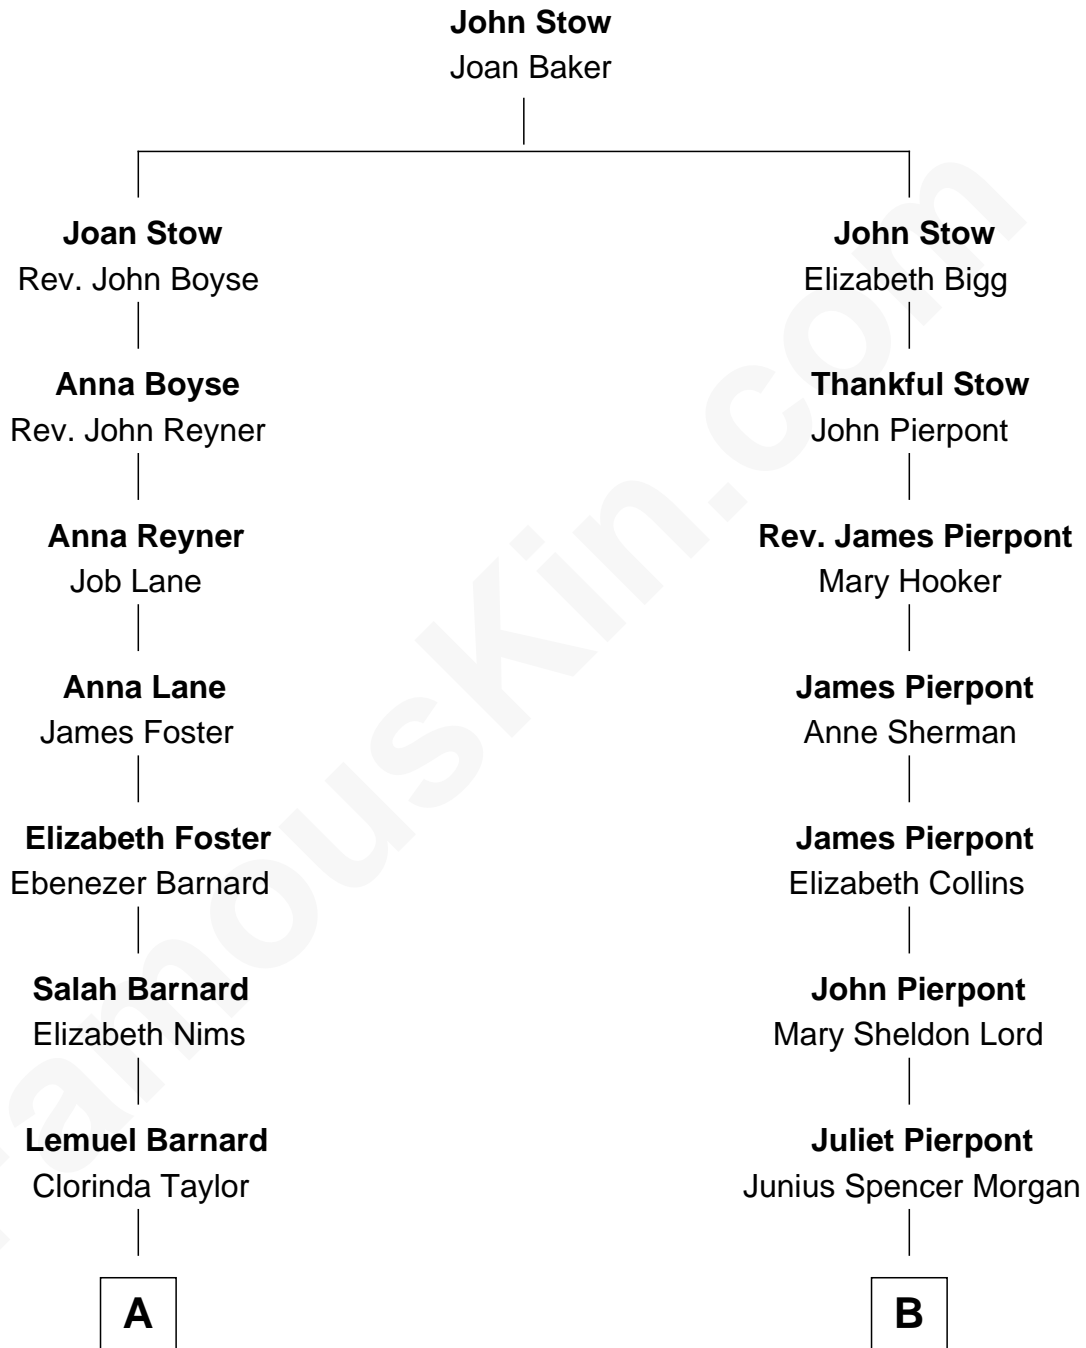 John Stow
Joan Baker
Joan Stow
Rev. John Boyse
John Stow
Elizabeth Bigg
Anna Boyse
Rev. John Reyner
Thankful Stow
John Pierpont
Anna Reyner
Job Lane
Rev. James Pierpont
Mary Hooker
Anna Lane
James Foster
James Pierpont
Anne Sherman
Elizabeth Foster
Ebenezer Barnard
James Pierpont
Elizabeth Collins
Salah Barnard
Elizabeth Nims
John Pierpont
Mary Sheldon Lord
Lemuel Barnard
Clorinda Taylor
Juliet Pierpont
Junius Spencer Morgan
A
B
FamousKin.com